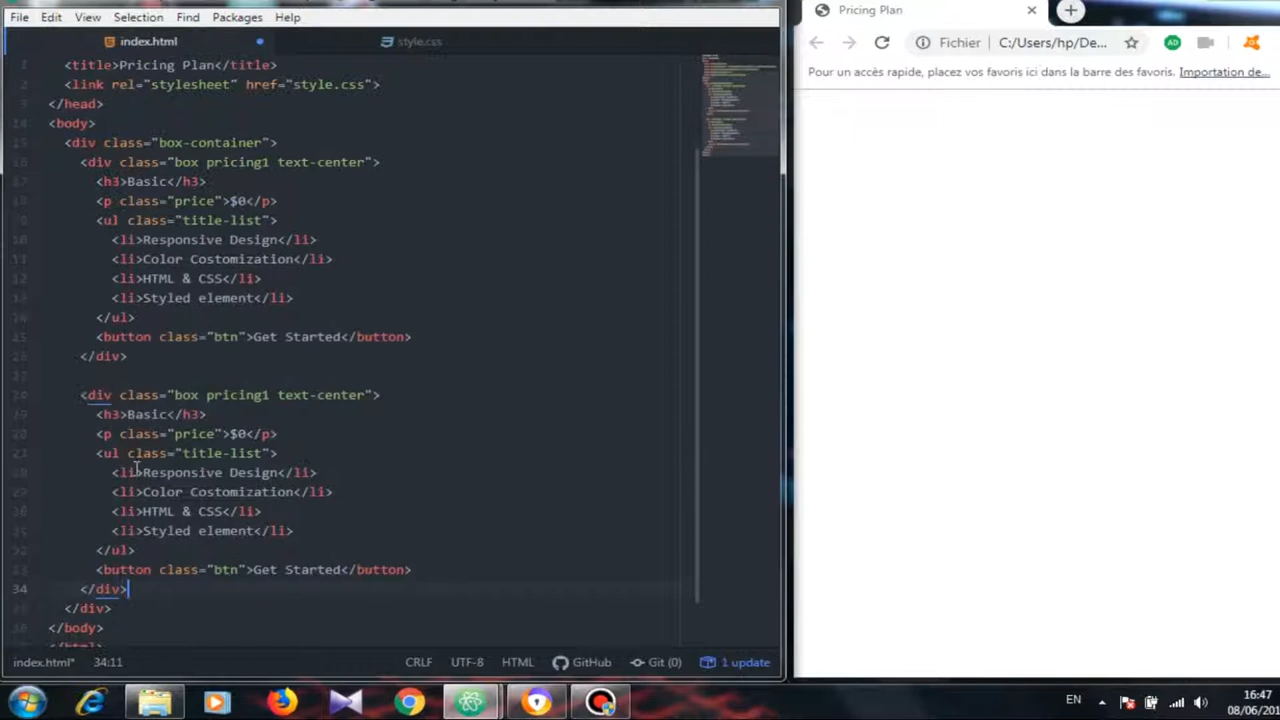 File Edit View Selection Find Packages Help
index.html
style.css
<title>Pricing Plan</title>
<link rel="stylesheet" href="style.css">
</head>
<body>
<div class="box-container">
<div class="box pricing1 text-center">
<h3>Basic</h3>
<p class="price">$0</p>
<ul class="title-list">
<li>Responsive Design</li>
<li>Color Costomization</li>
<li>HTML & CSS</li>
<li>Styled element</li>
</ul>
<button class="btn">Get Started</button>
</div>
<div class="box pricing1 text-center">
<h3>Basic</h3>
<p class="price">$0</p>
<ul class="title-list">
<li>Responsive Design</li>
<li>Color Costomization</li>
<li>HTML & CSS</li>
<li>Styled element</li>
</ul>
<button class="btn">Get Started</button>
34 </div>
</div>
</body>
index.html* 34:11 CRLF UTF-8 HTML GitHub Git (0) 1 update
Pricing Plan
Fichier C:/Users/hp/De...
Pour un accès rapide, placez vos favoris ici dans la barre des favoris. Importation de...
EN
16:47